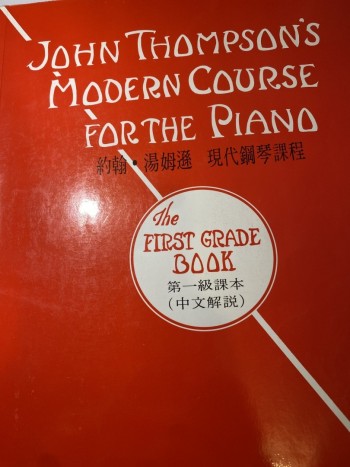 JOHN THOMPSON'S
MODERN COURSE
FOR THE PIANO
約翰·湯姆遜 現代鋼琴課程
The
FIRST GRADE
BOOK
第一級課本
(中文解説)